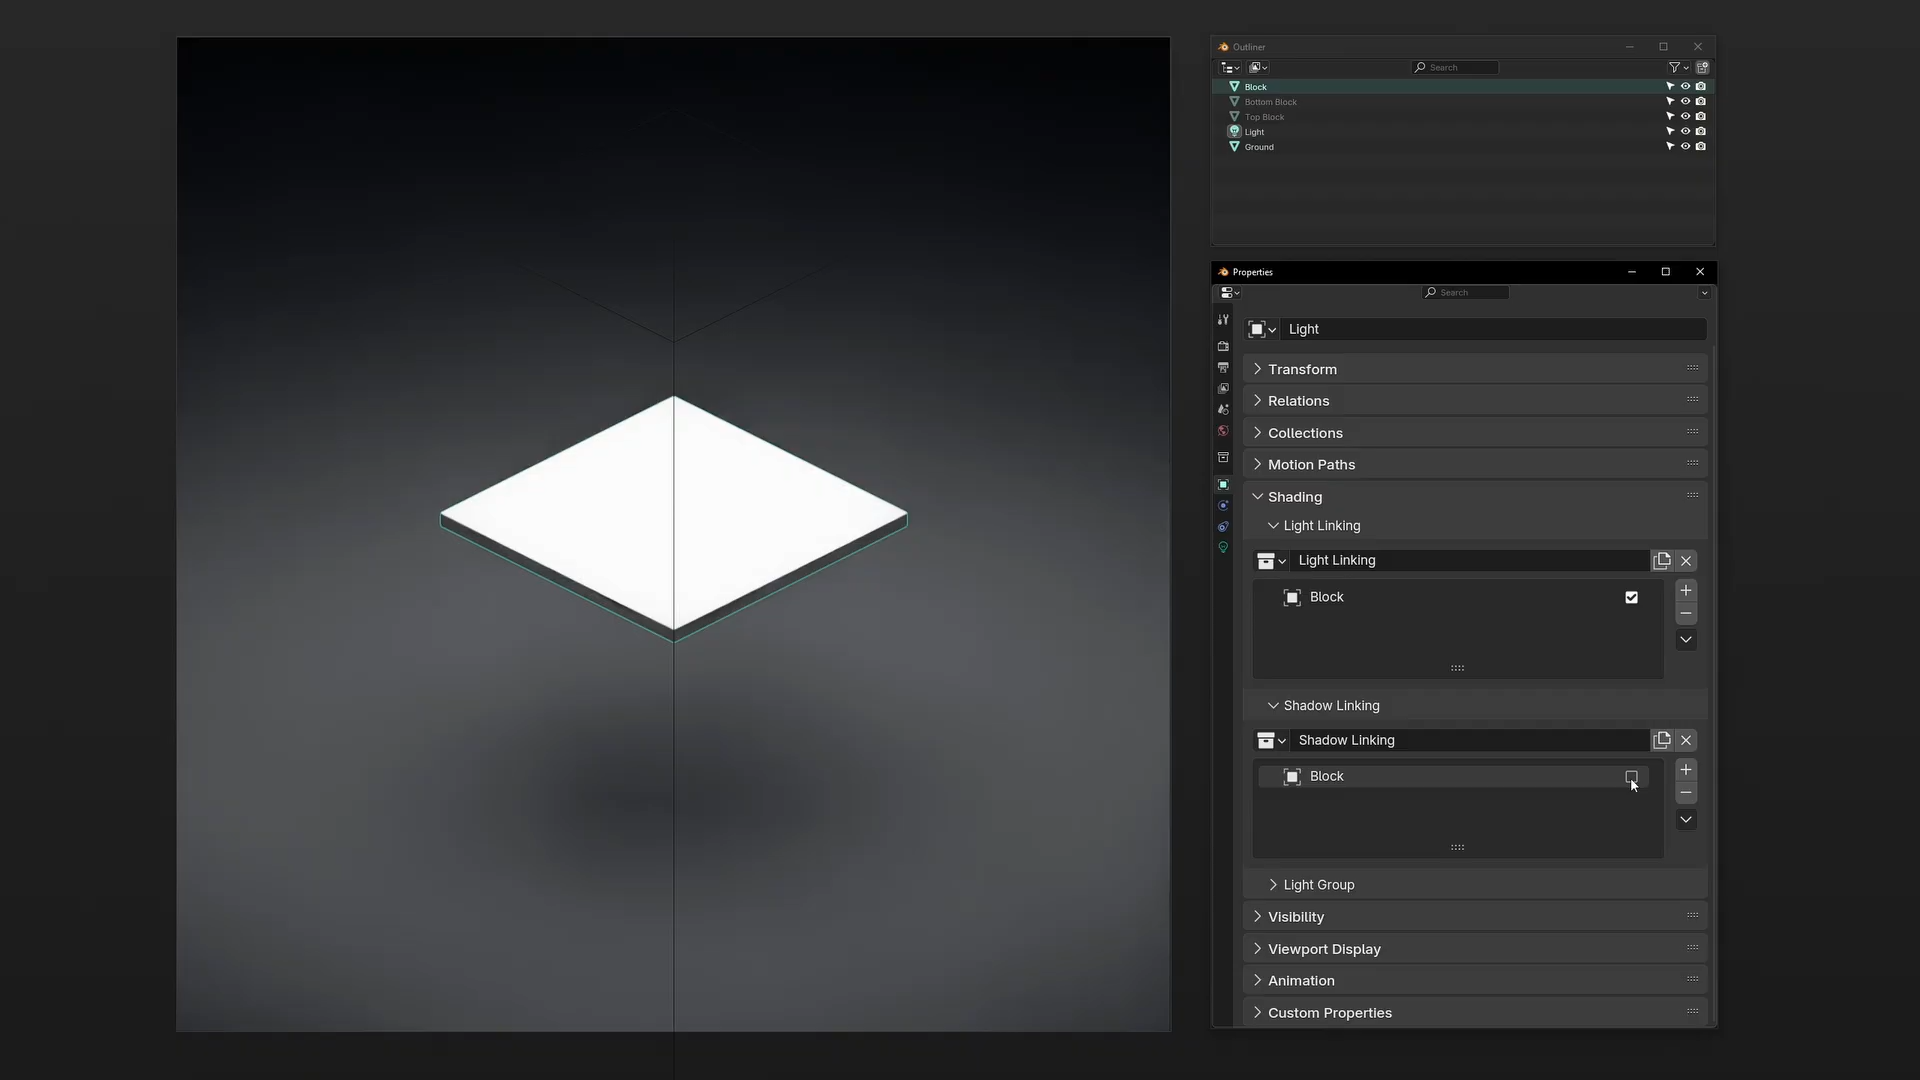 Outliner
Search
Block
Bottom Block
Top Block
Light
Ground
Properties
Search
Light
Transform
Relations
Collections
Motion Paths
Shading
Light Linking
Light Linking
Block
Shadow Linking
Shadow Linking
Block
Light Group
Visibility
Viewport Display
Animation
Custom Properties